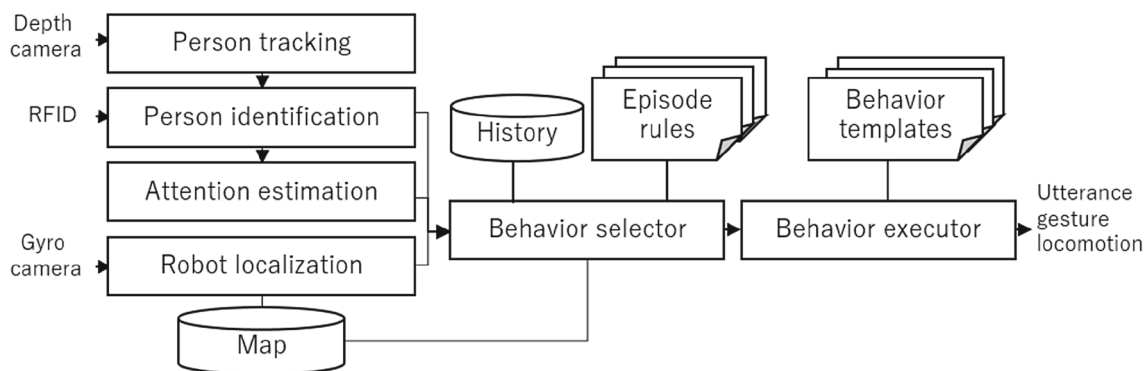 Depth
camera
Person tracking
RFID
Person identification
Attention estimation
Gyro
camera
Robot localization
Map
History
Episode
rules
Behavior
templates
Behavior selector
Behavior executor
Utterance
gesture
locomotion